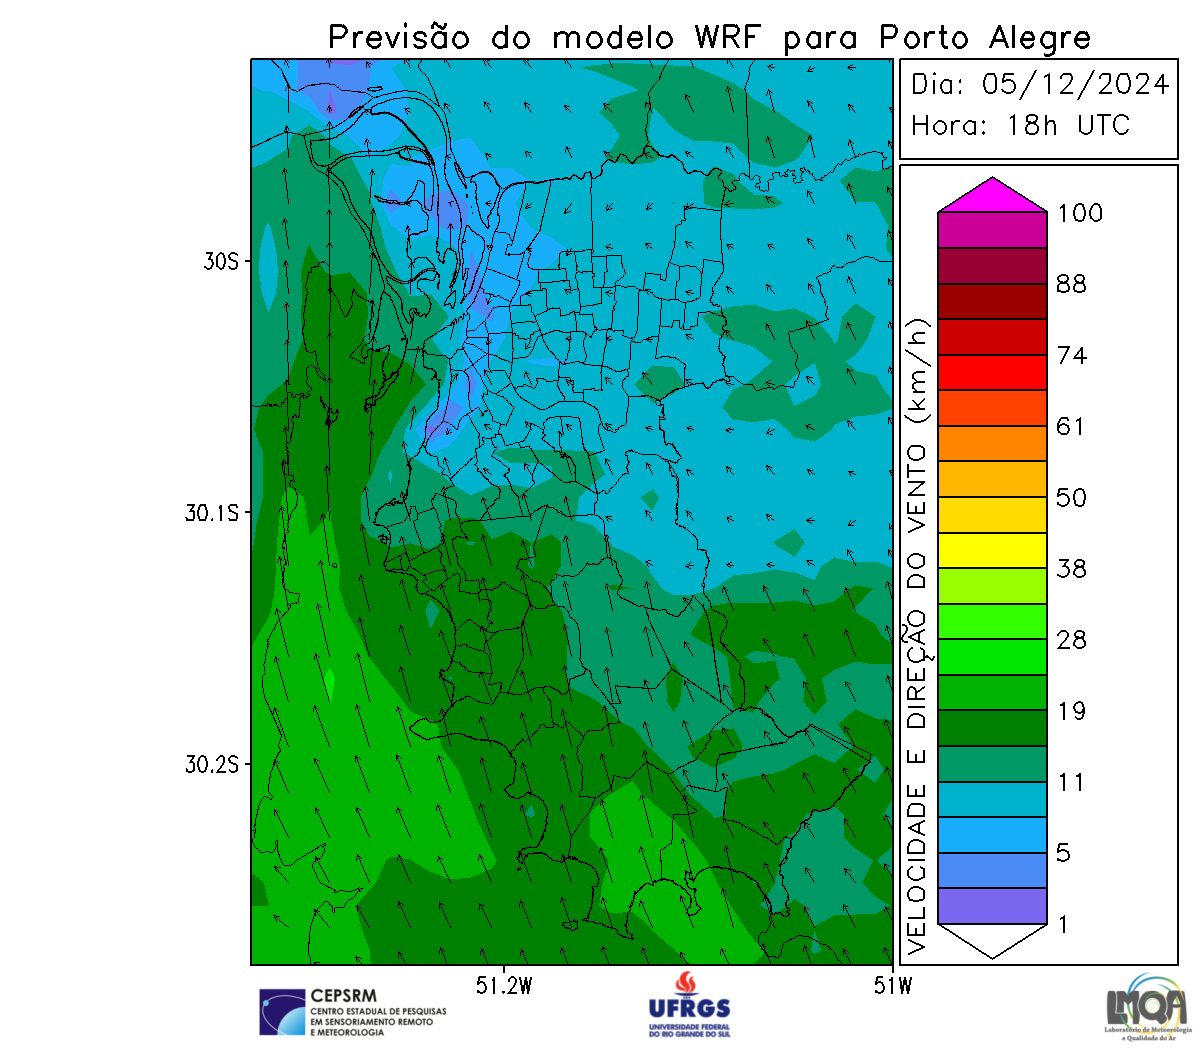 Previsão do modelo WRF para Porto Alegre
Dia: 05/12/2024
Hora: 18h UTC
30S
30.1S
30.2S
51.2W
51W
VELOCIDADE E DIREÇÃO DO VENTO (km/h)
100
88
74
61
50
38
28
19
11
5
1
CEPSRM
CENTRO ESTADUAL DE PESQUISAS
EM SENSORIAMENTO REMOTO
E METEOROLOGIA
UFRGS
UNIVERSIDADE FEDERAL
DO RIO GRANDE DO SUL
LMQA
Laboratório de Meteorologia
e Qualidade do Ar